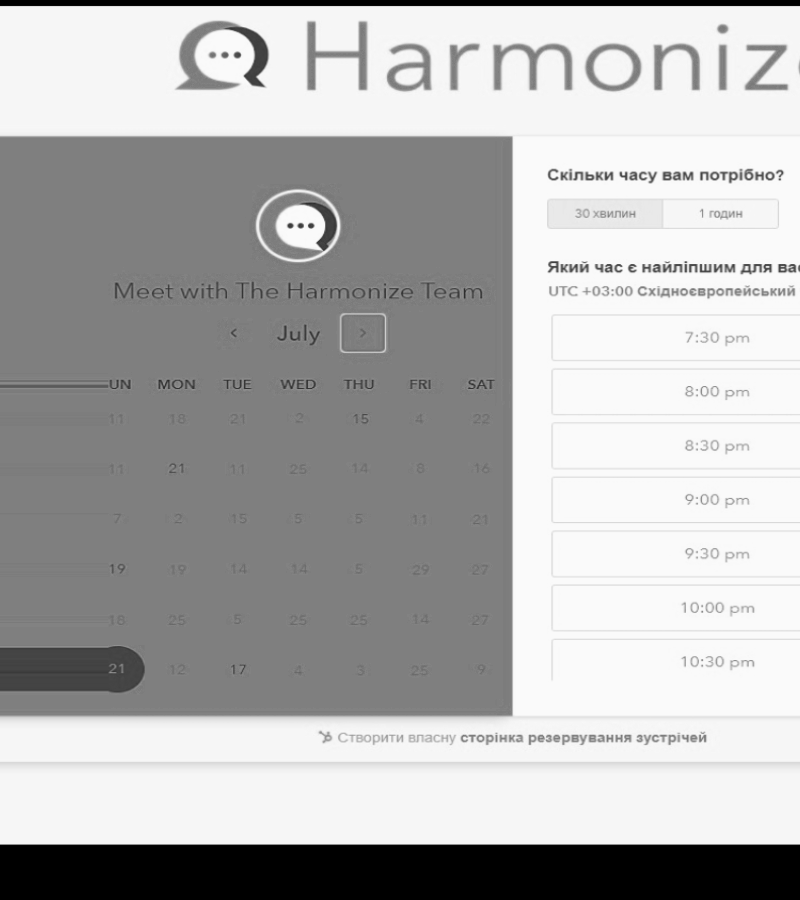 Harmonize
Meet with The Harmonize Team
July
UN MON TUE WED THU FRI SAT
11 18 21 2 15 4 22
11 21 11 25 14 8 16
7 2 15 5 5 11 21
19 19 14 14 5 29 27
18 25 5 25 25 14 27
21 12 17 4 3 25 9
Скільки часу вам потрібно?
30 хвилин 1 годин
Який час є найліпшим для вас
UTC +03:00 Східноєвропейський
7:30 pm
8:00 pm
8:30 pm
9:00 pm
9:30 pm
10:00 pm
10:30 pm
Створити власну сторінка резервування зустрічей